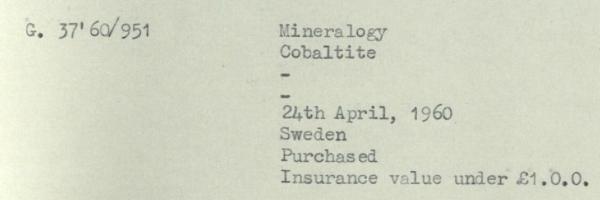 G. 37'60/951 Mineralogy
Cobaltite
-
-
24th April, 1960
Sweden
Purchased
Insurance value under £1.0.0.